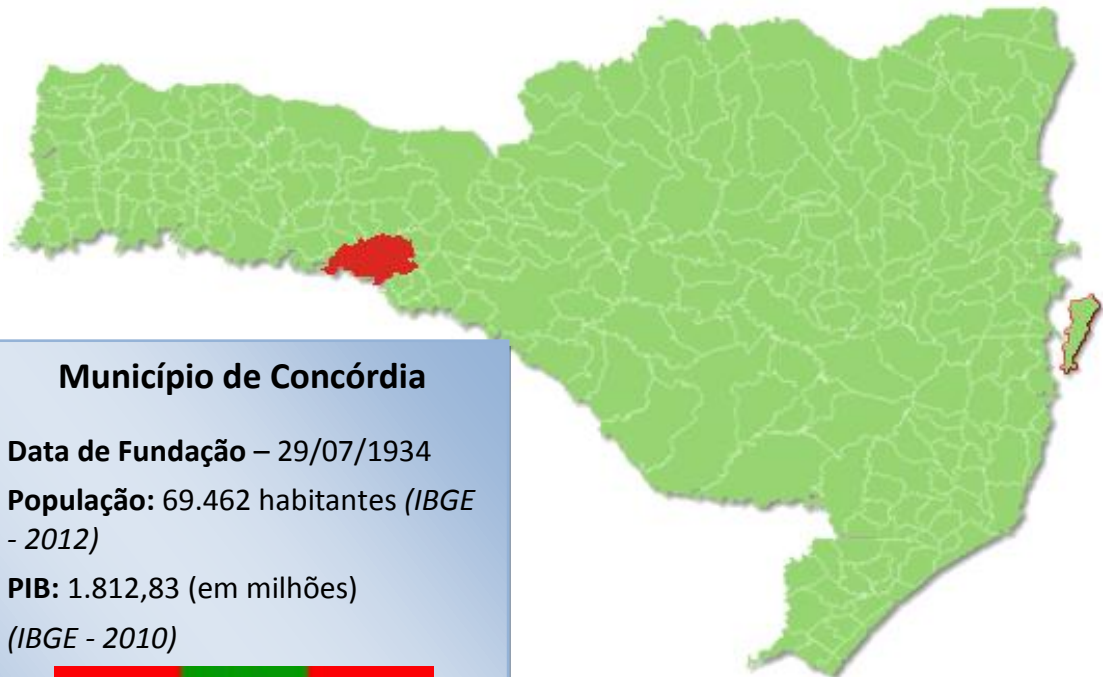 Município de Concórdia
Data de Fundação – 29/07/1934
População: 69.462 habitantes (IBGE
- 2012)
PIB: 1.812,83 (em milhões)
(IBGE - 2010)